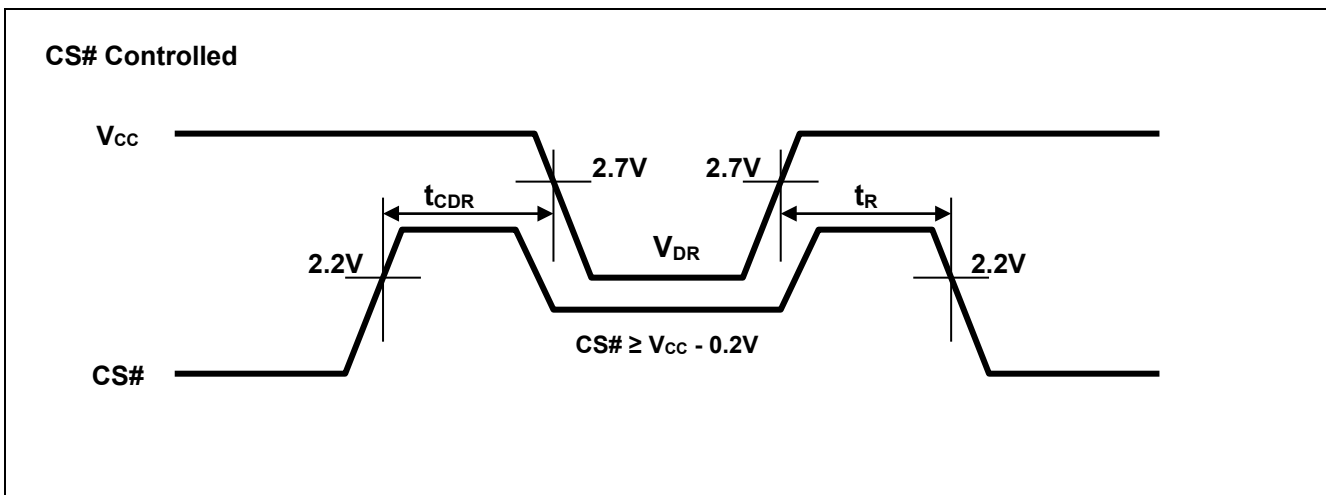 CS# Controlled
VCC
2.7V
2.7V
tCDR
tR
2.2V
VDR
2.2V
CS# ≥ VCC - 0.2V
CS#